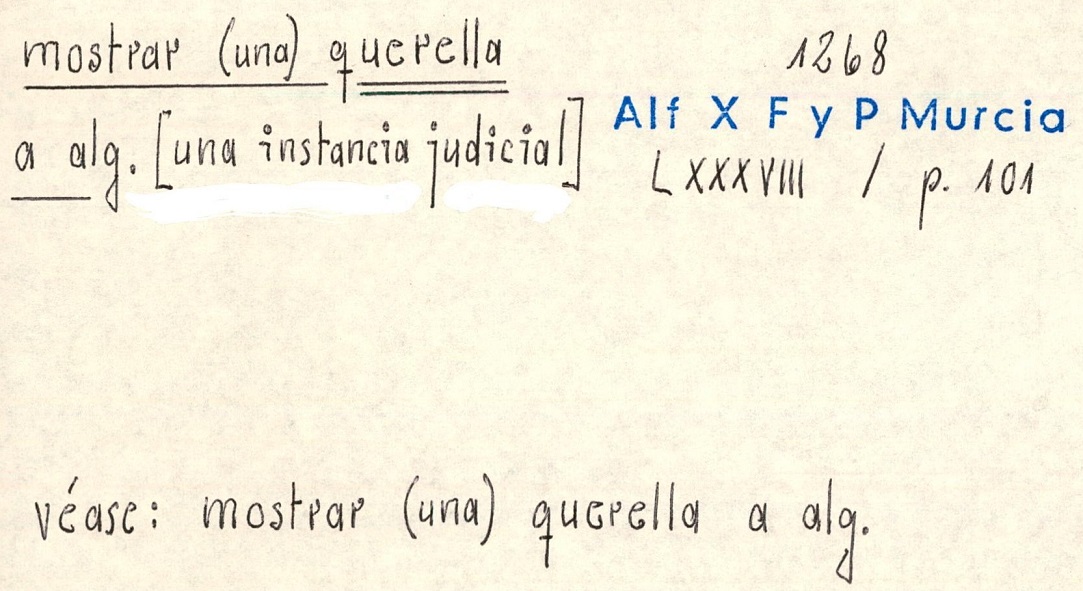 mostrar (una) querella
1268
Alf X F y P Murcia
a alg. [una instancia judicial]
LXXXVIII / p. 101
véase: mostrar (una) querella a alg.